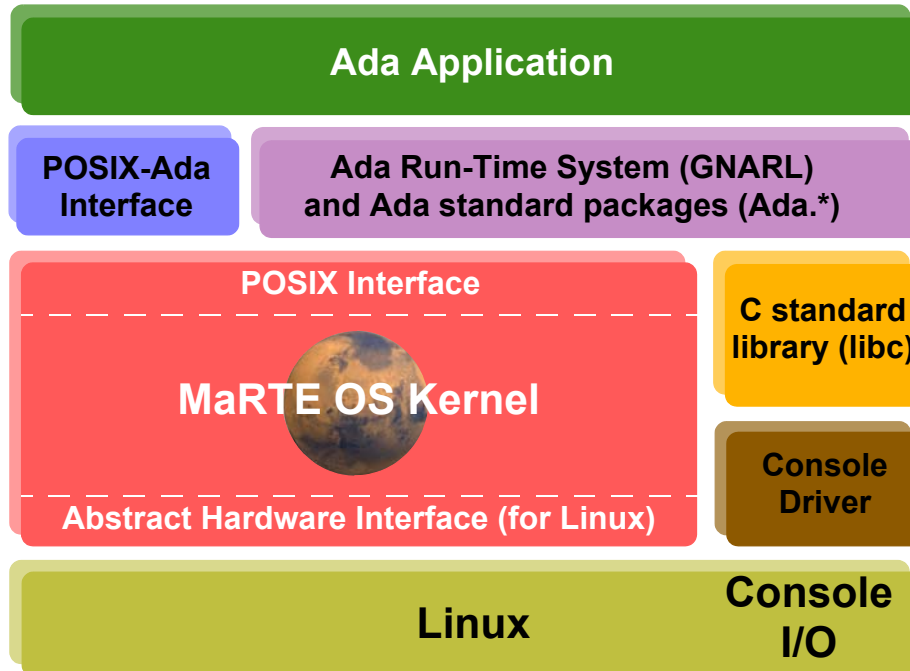 Ada Application
POSIX-Ada
Interface
Ada Run-Time System (GNARL)
and Ada standard packages (Ada.*)
POSIX Interface
MaRTE OS Kernel
Abstract Hardware Interface (for Linux)
C standard
library (libc)
Console
Driver
Linux
Console
I/O